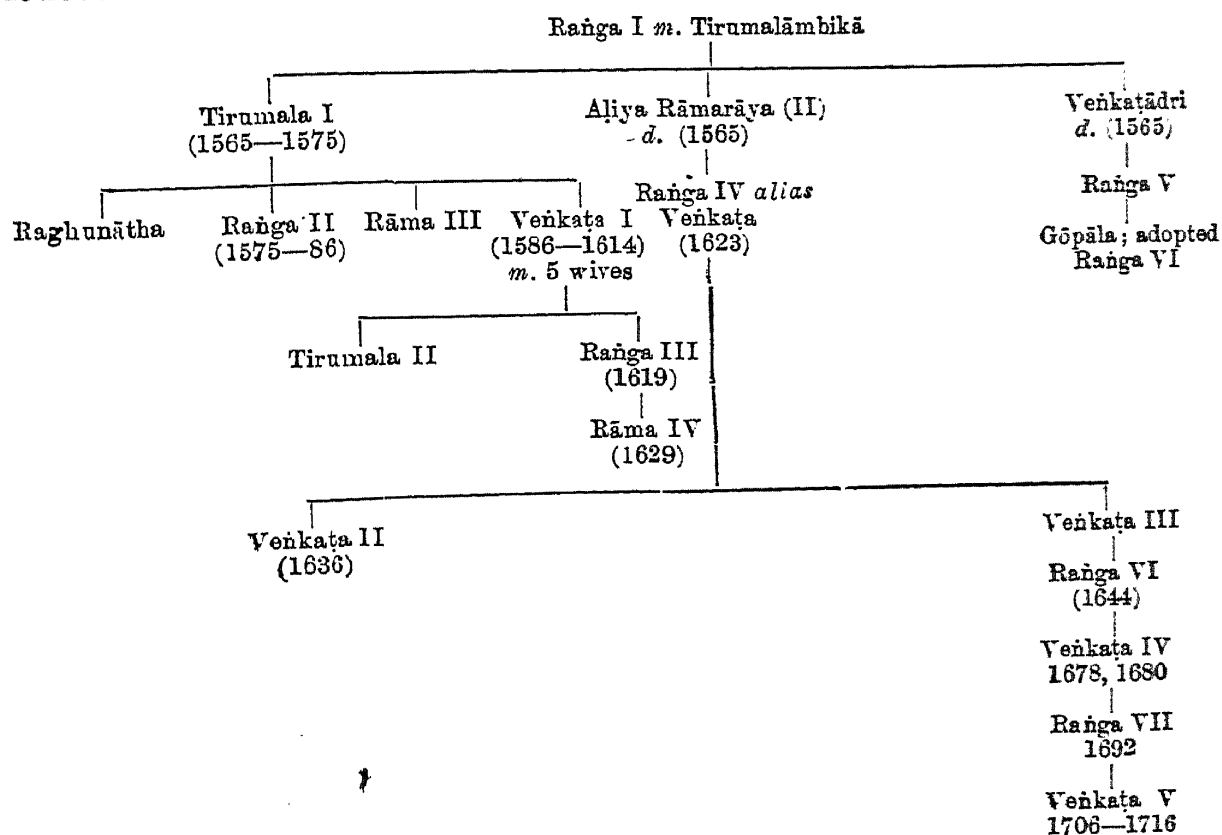 Raṅga I m. Tirumalāmbikā
Tirumala I
(1565—1575)
Aḷiya Rāmarāya (II)
d. (1565)
Veṅkaṭādri
d. (1565)
Raghunātha
Raṅga II
(1575—86)
Rāma III
Veṅkaṭa I
(1586—1614)
m. 5 wives
Raṅga IV alias
Veṅkaṭa
(1623)
Raṅga V
Gōpāla; adopted
Raṅga VI
Tirumala II
Raṅga III
(1619)
Rāma IV
(1629)
Veṅkaṭa II
(1636)
Veṅkaṭa III
Raṅga VI
(1644)
Veṅkaṭa IV
1678, 1680
Raṅga VII
1692
Veṅkaṭa V
1706—1716